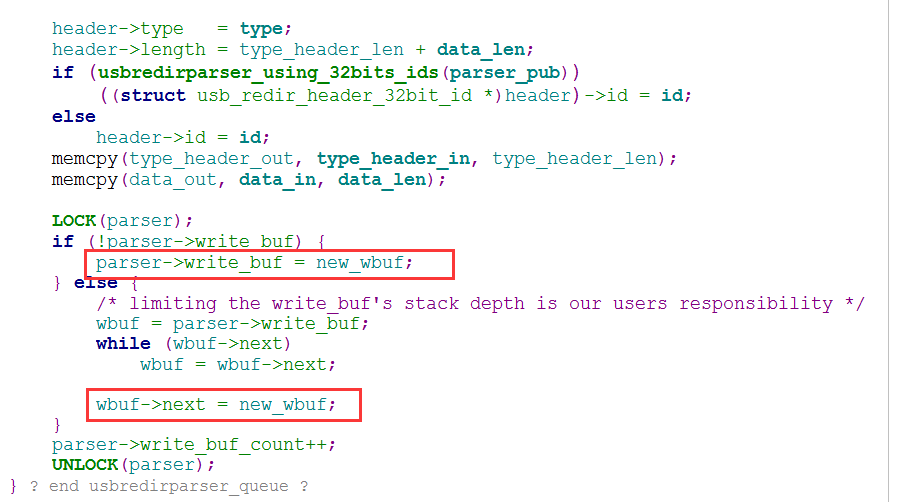 header->type   = type;
header->length = type_header_len + data_len;
if (usbredirparser_using_32bits_ids(parser_pub))
    ((struct usb_redir_header_32bit_id *)header)->id = id;
else
    header->id = id;
memcpy(type_header_out, type_header_in, type_header_len);
memcpy(data_out, data_in, data_len);
LOCK(parser);
if (!parser->write_buf) {
    parser->write_buf = new_wbuf;
} else {
    /* limiting the write_buf's stack depth is our users responsibility */
    wbuf = parser->write_buf;
    while (wbuf->next)
        wbuf = wbuf->next;
    wbuf->next = new_wbuf;
}
parser->write_buf_count++;
UNLOCK(parser);
} ? end usbredirparser_queue ?